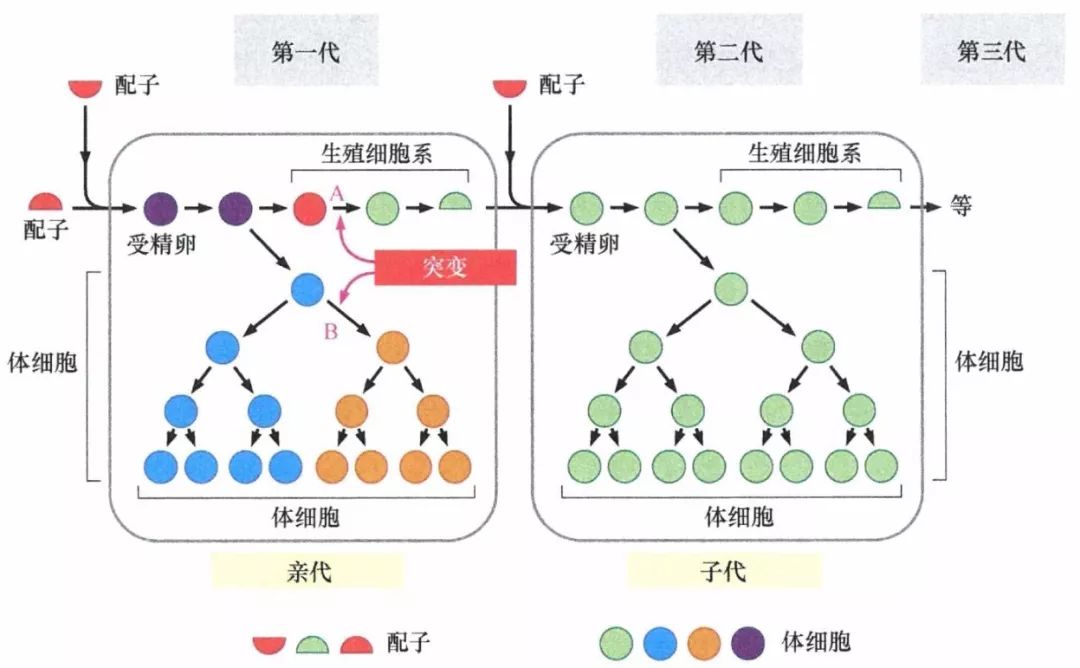 第一代
第二代
第三代
配子
配子
生殖细胞系
生殖细胞系
A
配子
受精卵
受精卵
等
突变
B
体细胞
体细胞
体细胞
体细胞
亲代
子代
配子
体细胞